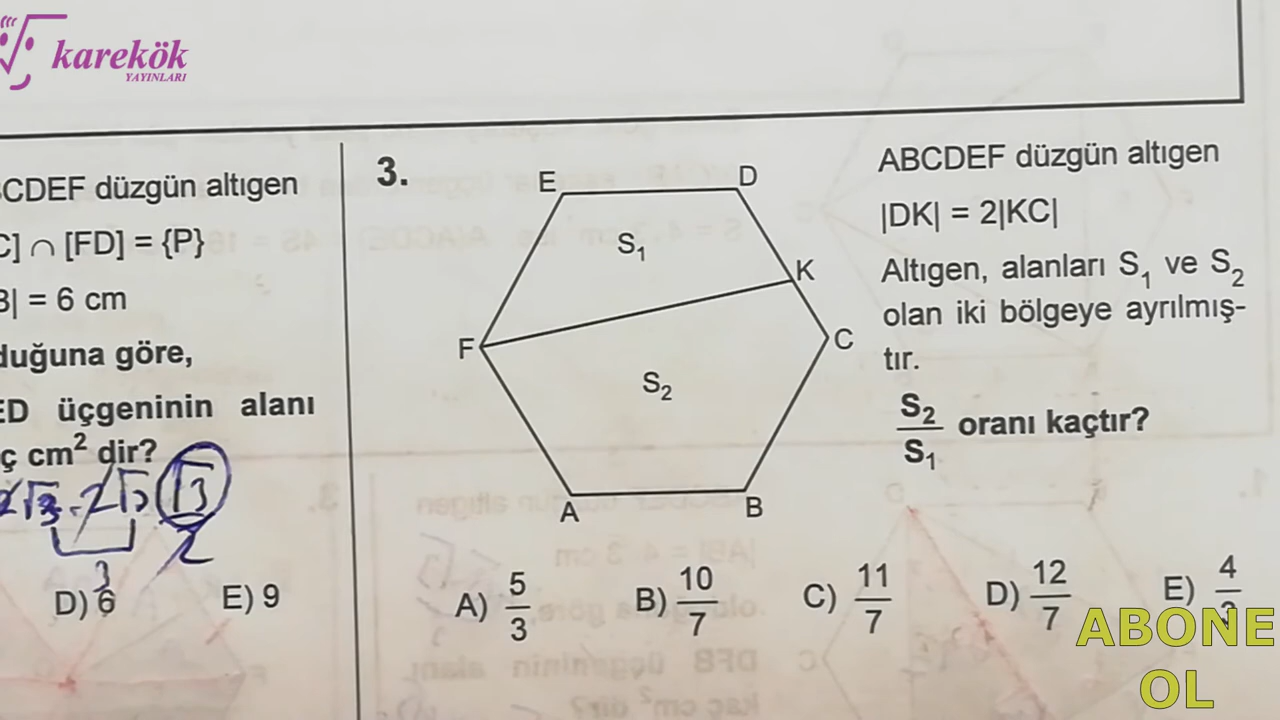 karekök
YAYINLARI
CDEF düzgün altıgen
C] ∩ [FD] = {P}
B| = 6 cm
duğuna göre,
ED üçgeninin alanı
ç cm² dir?
D) 6
E) 9
3.
E
D
S₁
K
F
C
S₂
A
B
ABCDEF düzgün altıgen
|DK| = 2|KC|
Altıgen, alanları S₁ ve S₂
olan iki bölgeye ayrılmış-
tır.
S₂/S₁ oranı kaçtır?
A) 5/3
B) 10/7
C) 11/7
D) 12/7
E) 4/
ABONE
OL